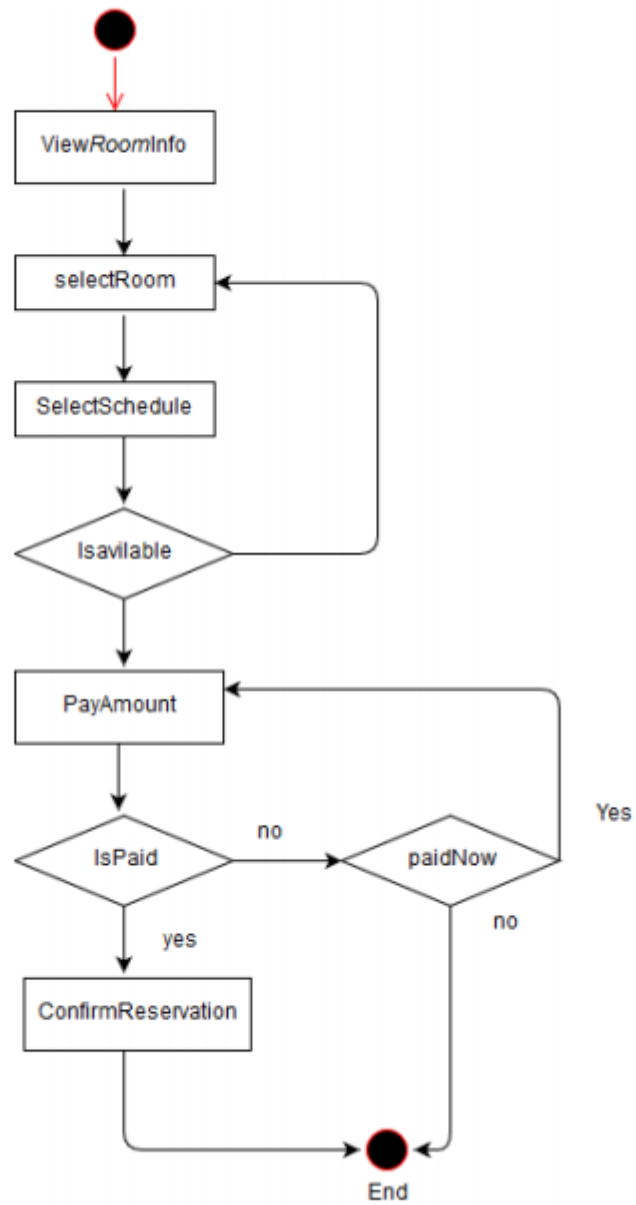 ViewRoomInfo
selectRoom
SelectSchedule
Isavilable
PayAmount
Yes
IsPaid
no
paidNow
no
yes
ConfirmReservation
End